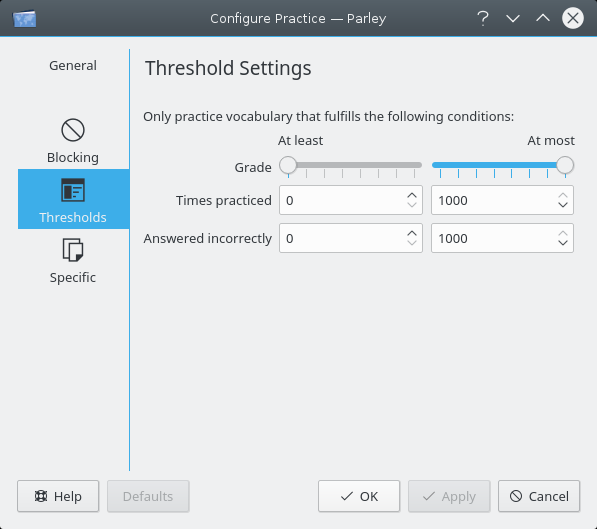 Configure Practice — Parley
General
Blocking
Thresholds
Specific
Threshold Settings
Only practice vocabulary that fulfills the following conditions:
At least At most
Grade
Times practiced 0 1000
Answered incorrectly 0 1000
Help Defaults OK Apply Cancel